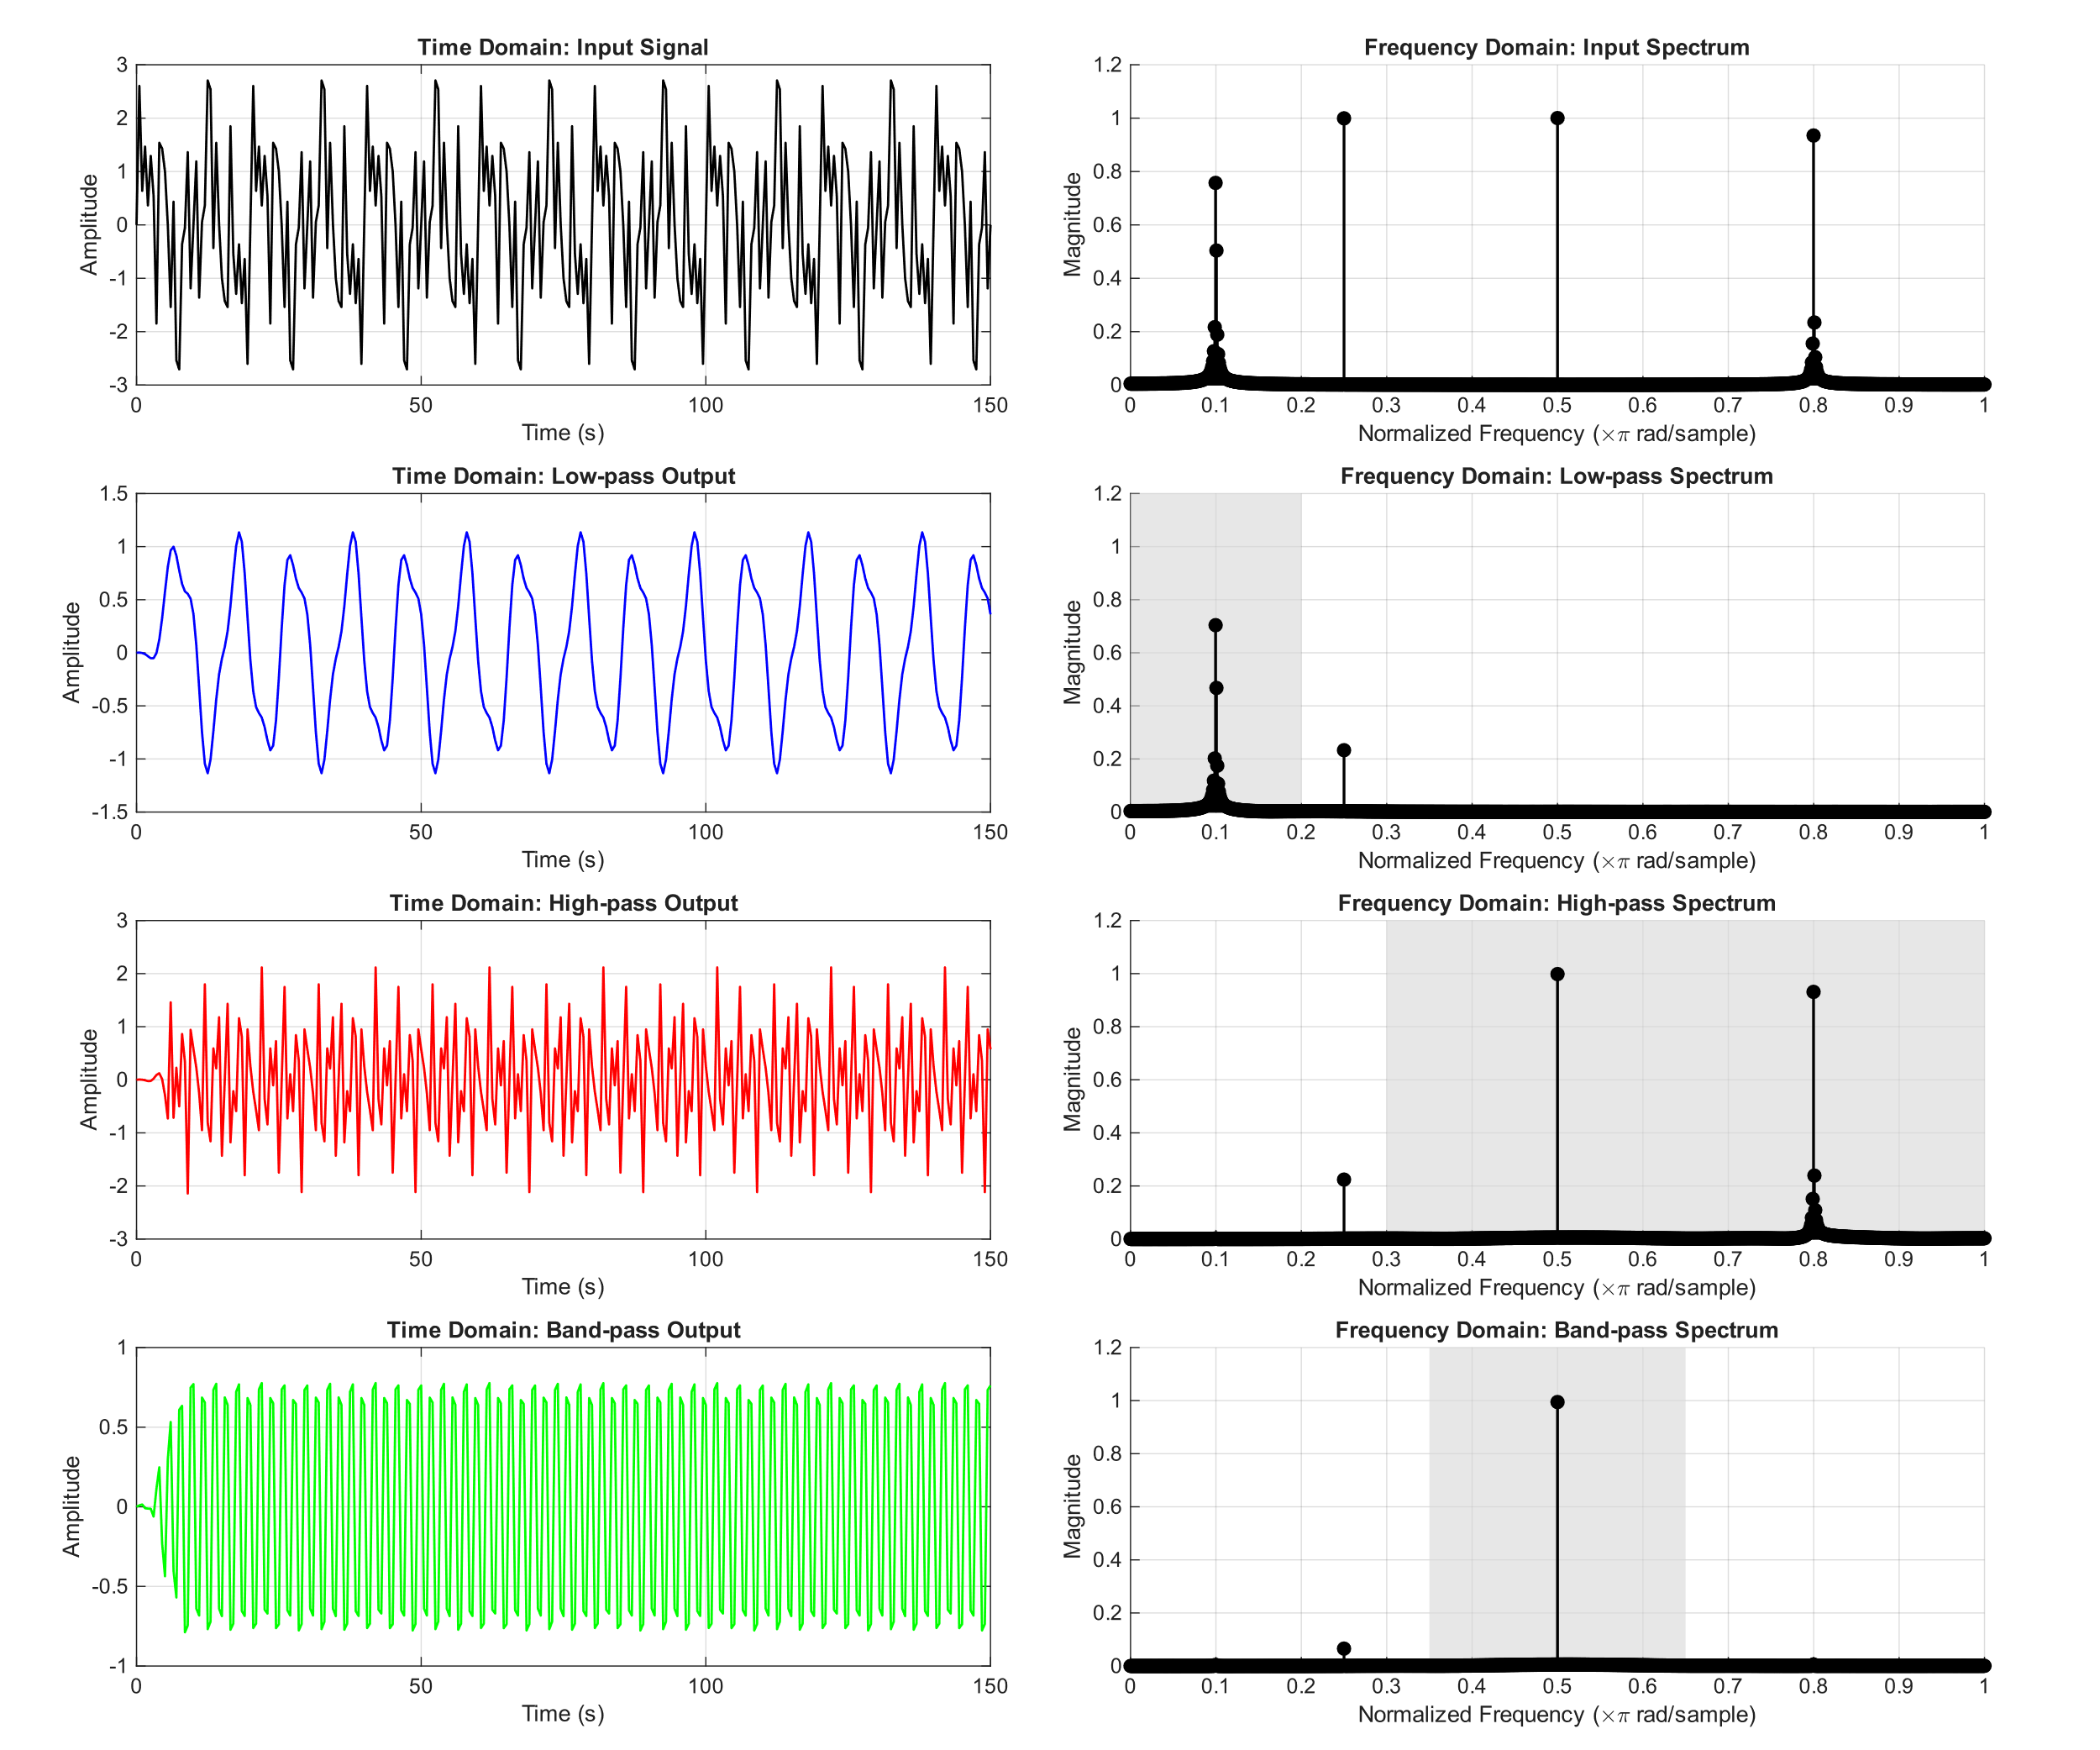 Time Domain: Input Signal
3
2
1
0
-1
-2
-3
Amplitude
0 50 100 150
Time (s)
Frequency Domain: Input Spectrum
1.2
1
0.8
0.6
0.4
0.2
0
Magnitude
0 0.1 0.2 0.3 0.4 0.5 0.6 0.7 0.8 0.9 1
Normalized Frequency (×π rad/sample)
Time Domain: Low-pass Output
1.5
1
0.5
0
-0.5
-1
-1.5
Amplitude
0 50 100 150
Time (s)
Frequency Domain: Low-pass Spectrum
1.2
1
0.8
0.6
0.4
0.2
0
Magnitude
0 0.1 0.2 0.3 0.4 0.5 0.6 0.7 0.8 0.9 1
Normalized Frequency (×π rad/sample)
Time Domain: High-pass Output
3
2
1
0
-1
-2
-3
Amplitude
0 50 100 150
Time (s)
Frequency Domain: High-pass Spectrum
1.2
1
0.8
0.6
0.4
0.2
0
Magnitude
0 0.1 0.2 0.3 0.4 0.5 0.6 0.7 0.8 0.9 1
Normalized Frequency (×π rad/sample)
Time Domain: Band-pass Output
1
0.5
0
-0.5
-1
Amplitude
0 50 100 150
Time (s)
Frequency Domain: Band-pass Spectrum
1.2
1
0.8
0.6
0.4
0.2
0
Magnitude
0 0.1 0.2 0.3 0.4 0.5 0.6 0.7 0.8 0.9 1
Normalized Frequency (×π rad/sample)